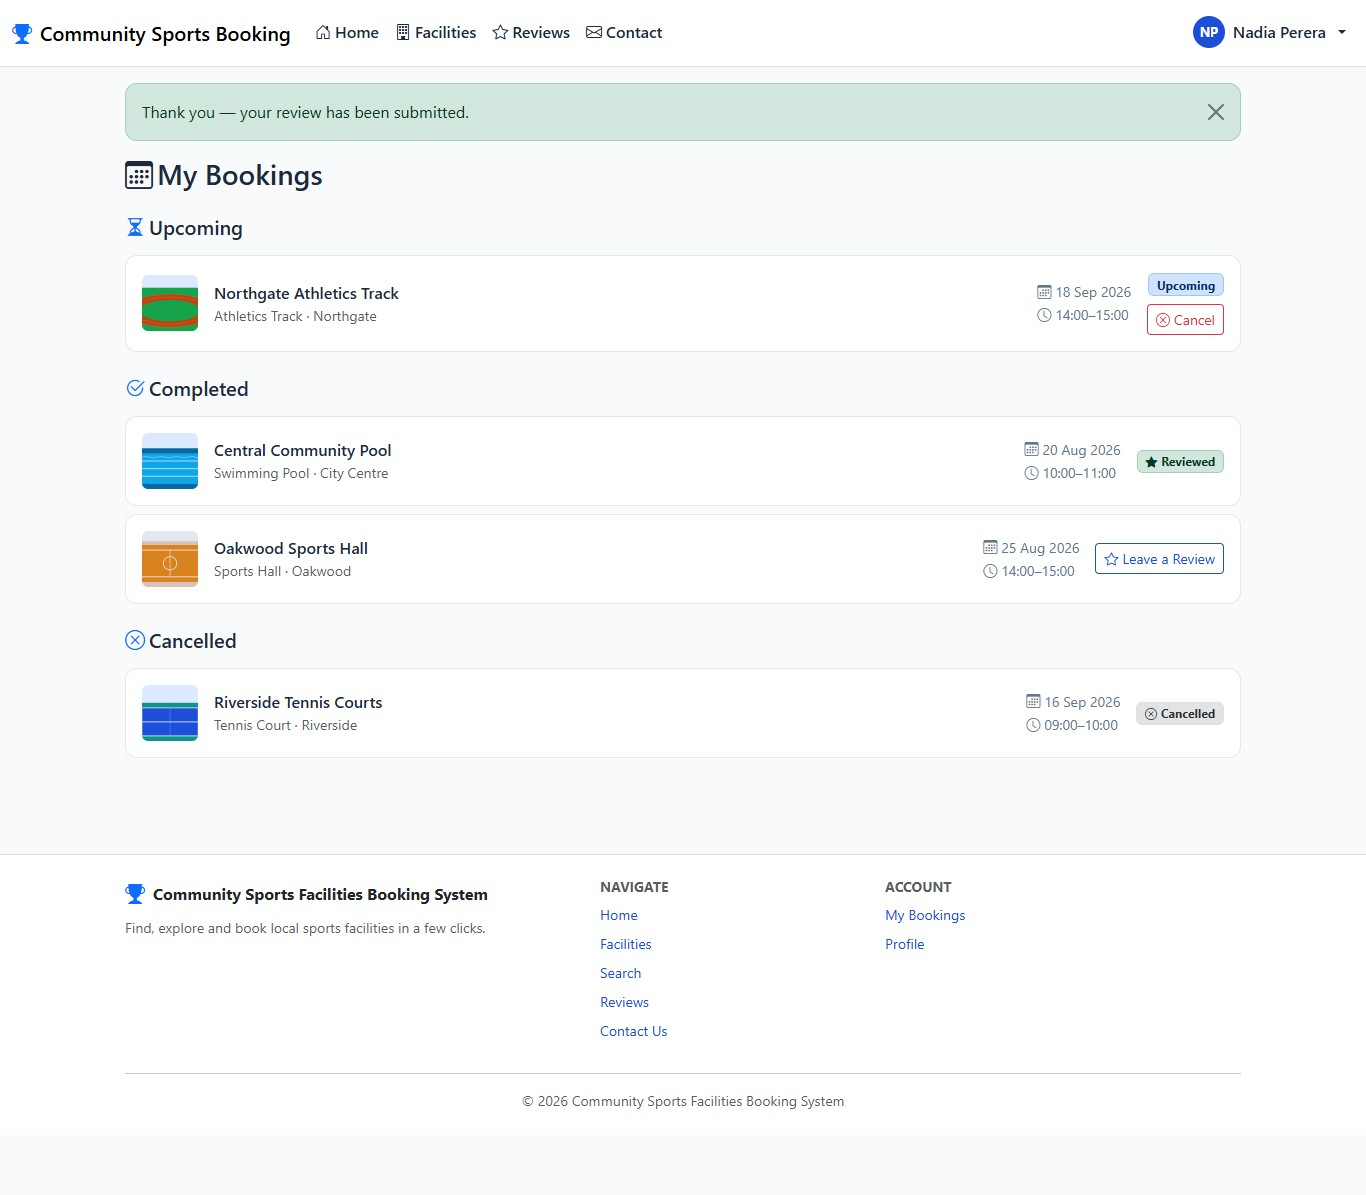 Community Sports Booking
Home
Facilities
Reviews
Contact
NP
Nadia Perera
Thank you — your review has been submitted.
My Bookings
Upcoming
Northgate Athletics Track
Athletics Track · Northgate
18 Sep 2026
14:00–15:00
Upcoming
Cancel
Completed
Central Community Pool
Swimming Pool · City Centre
20 Aug 2026
10:00–11:00
Reviewed
Oakwood Sports Hall
Sports Hall · Oakwood
25 Aug 2026
14:00–15:00
Leave a Review
Cancelled
Riverside Tennis Courts
Tennis Court · Riverside
16 Sep 2026
09:00–10:00
Cancelled
Community Sports Facilities Booking System
Find, explore and book local sports facilities in a few clicks.
NAVIGATE
Home
Facilities
Search
Reviews
Contact Us
ACCOUNT
My Bookings
Profile
© 2026 Community Sports Facilities Booking System